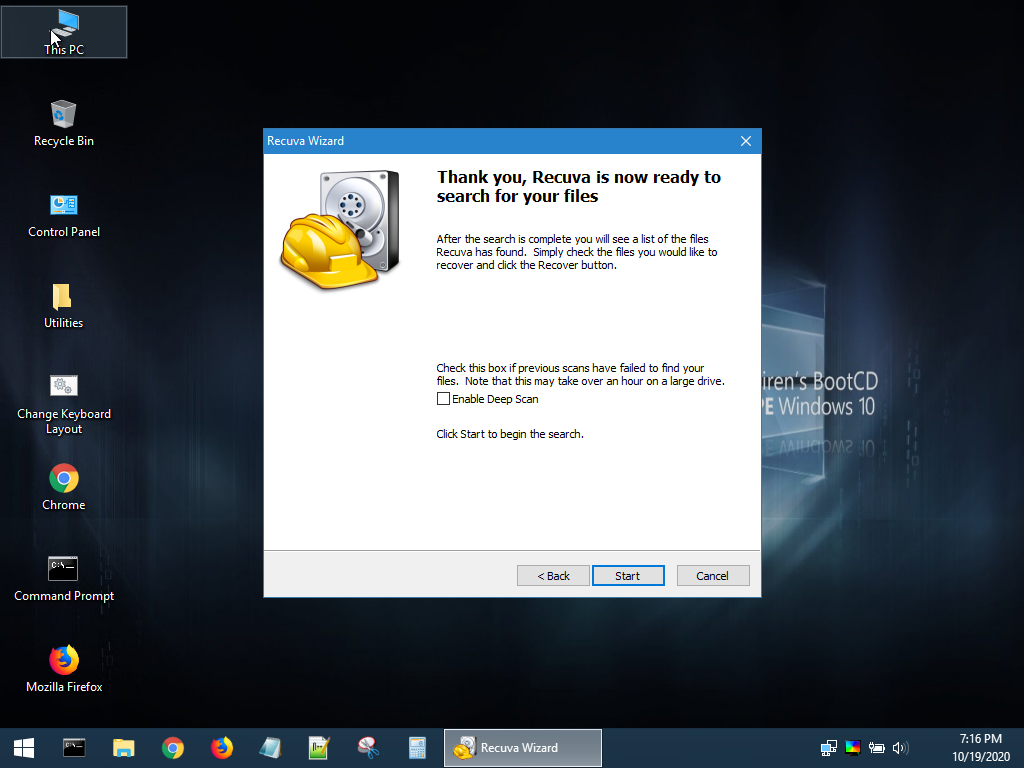 This PC
Recycle Bin
Control Panel
Utilities
Change Keyboard
Layout
Chrome
C:\_
Command Prompt
Mozilla Firefox
Recuva Wizard
Thank you, Recuva is now ready to
search for your files
After the search is complete you will see a list of the files
Recuva has found.  Simply check the files you would like to
recover and click the Recover button.
Check this box if previous scans have failed to find your
files.  Note that this may take over an hour on a large drive.
Enable Deep Scan
Click Start to begin the search.
< Back
Start
Cancel
iren's BootCD
PE Windows 10
Recuva Wizard
7:16 PM
10/19/2020